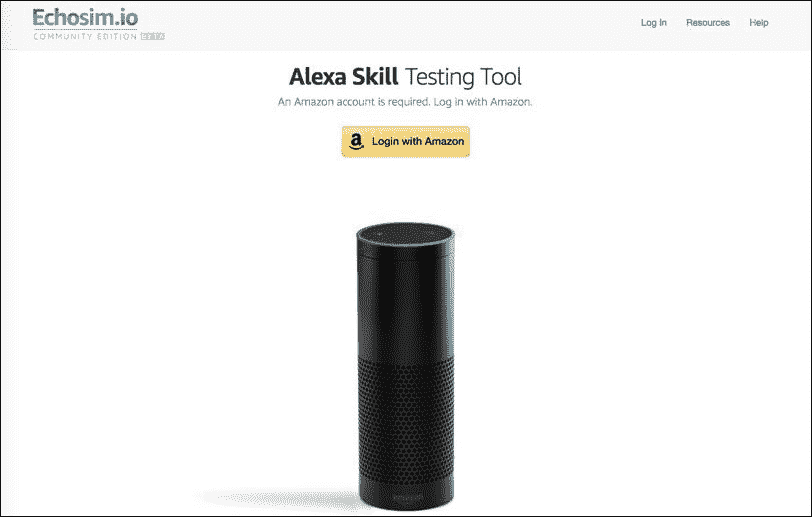 Echosim.io
COMMUNITY EDITION BETA
Log In Resources Help
Alexa Skill Testing Tool
An Amazon account is required. Log in with Amazon.
a Login with Amazon
amazon